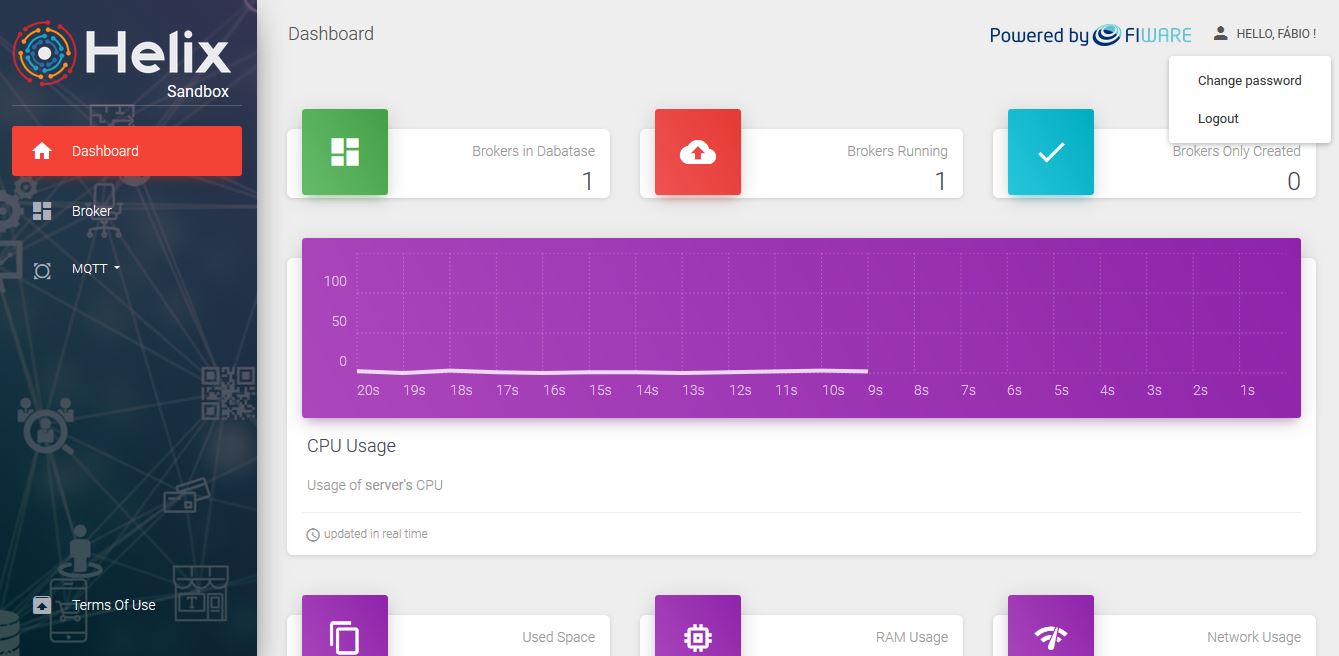 Helix
Sandbox
Dashboard
Broker
MQTT
Terms Of Use
Dashboard
Powered by FIWARE
HELLO, FÁBIO !
Change password
Logout
Brokers in Dabatase
1
Brokers Running
1
Brokers Only Created
0
100
50
0
20s 19s 18s 17s 16s 15s 14s 13s 12s 11s 10s 9s 8s 7s 6s 5s 4s 3s 2s 1s
CPU Usage
Usage of server's CPU
updated in real time
Used Space
RAM Usage
Network Usage